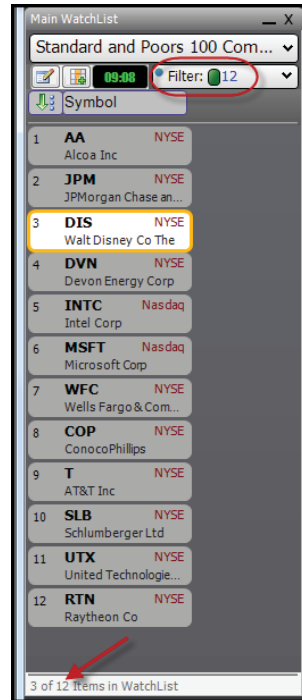 Main WatchList
Standard and Poors 100 Com...
09:08 Filter: 12
Symbol
1 AA NYSE
Alcoa Inc
2 JPM NYSE
JPMorgan Chase an...
3 DIS NYSE
Walt Disney Co The
4 DVN NYSE
Devon Energy Corp
5 INTC Nasdaq
Intel Corp
6 MSFT Nasdaq
Microsoft Corp
7 WFC NYSE
Wells Fargo & Com...
8 COP NYSE
ConocoPhillips
9 T NYSE
AT&T Inc
10 SLB NYSE
Schlumberger Ltd
11 UTX NYSE
United Technologie...
12 RTN NYSE
Raytheon Co
3 of 12 Items in WatchList